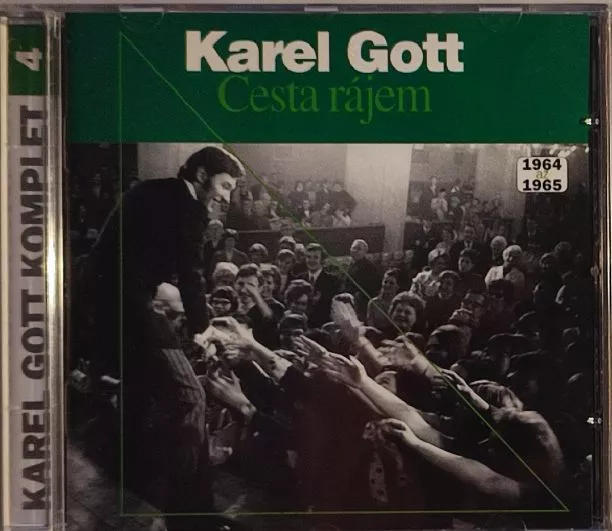 Karel Gott
Cesta rájem
1964
až
1965
KAREL GOTT KOMPLET 4